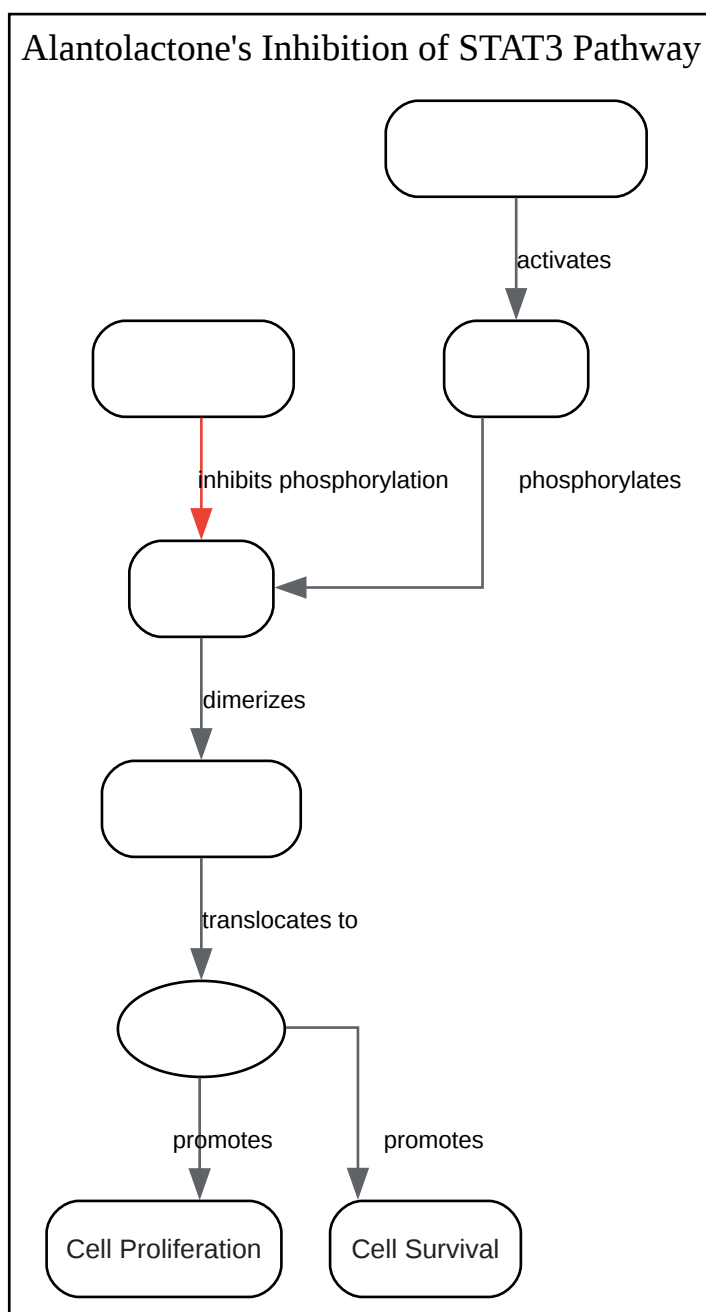 Alantolactone's Inhibition of STAT3 Pathway
activates
inhibits phosphorylation
phosphorylates
dimerizes
translocates to
promotes
promotes
Cell Proliferation
Cell Survival